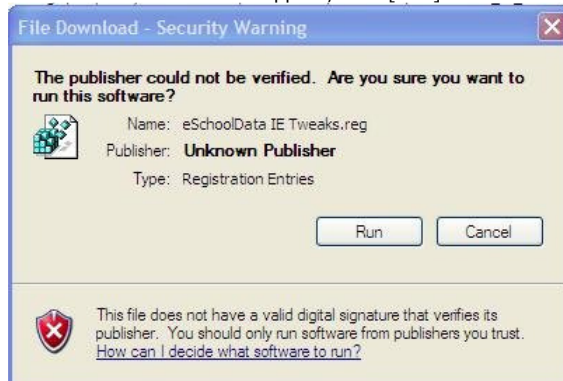 File Download - Security Warning
The publisher could not be verified. Are you sure you want to
run this software?
Name: eSchoolData IE Tweaks.reg
Publisher: Unknown Publisher
Type: Registration Entries
Run Cancel
This file does not have a valid digital signature that verifies its
publisher. You should only run software from publishers you trust.
How can I decide what software to run?